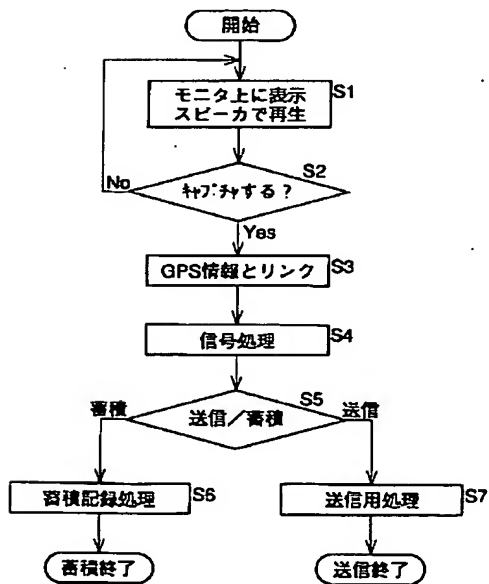 開始
モニタ上に表示
スピーカで再生
S1
S2
ｷｬﾌﾟﾁｬする？
No
Yes
GPS情報とリンク
S3
信号処理
S4
S5
蓄積
送信／蓄積
送信
蓄積記録処理
S6
送信用処理
S7
蓄積終了
送信終了